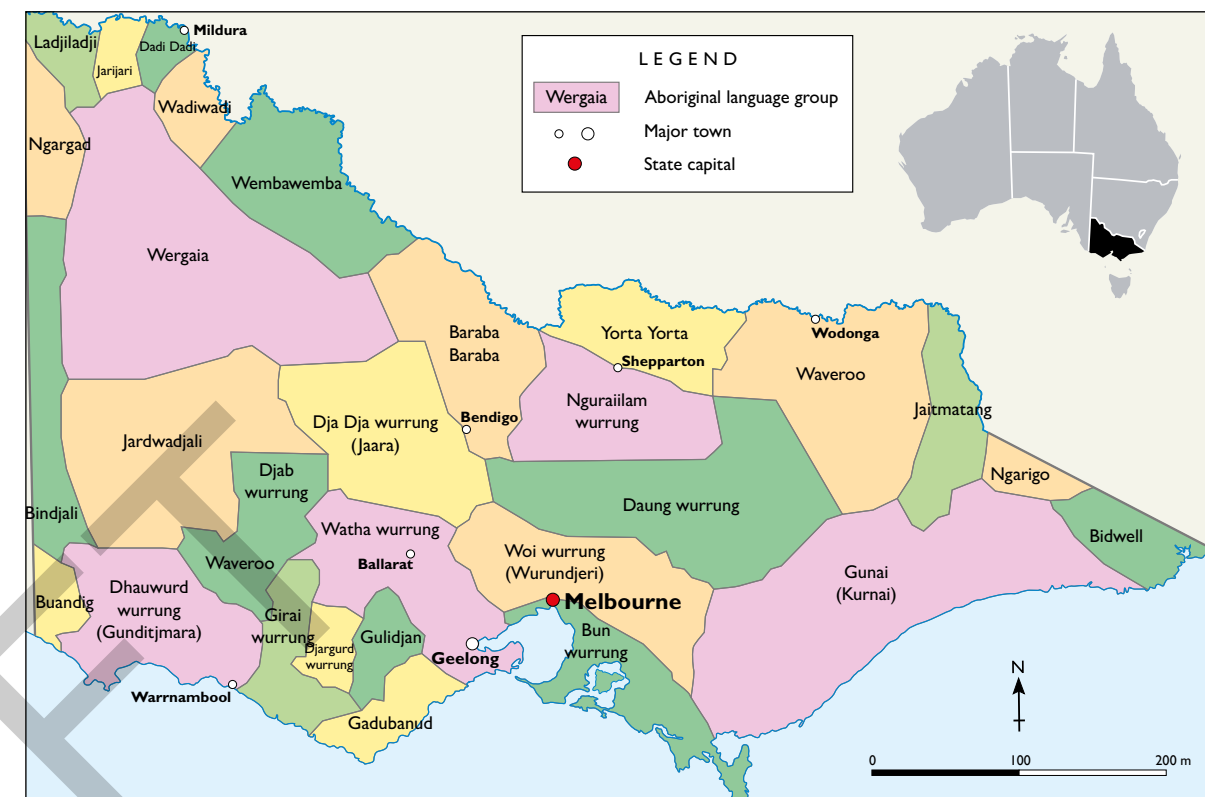 Ladjiladji
Jarijari
Dadi Dadi
Mildura
Wadiwadi
Ngargad
Wembawemba
Wergaia
LEGEND
Wergaia
Aboriginal language group
Major town
State capital
Baraba
Baraba
Yorta Yorta
Shepparton
Wodonga
Waveroo
Nguraiilam
wurrung
Jaitmatang
Bendigo
Dja Dja wurrung
(Jaara)
Jardwadjali
Djab
wurrung
Ngarigo
Daung wurrung
Bindjali
Watha wurrung
Ballarat
Woi wurrung
(Wurundjeri)
Bidwell
Waveroo
Gunai
(Kurnai)
Buandig
Dhauwurd
wurrung
(Gunditjmara)
Melbourne
Girai
wurrung
Djargurd
wurrung
Gulidjan
Bun
wurrung
Geelong
Warrnambool
Gadubanud
N
0
100
200 m